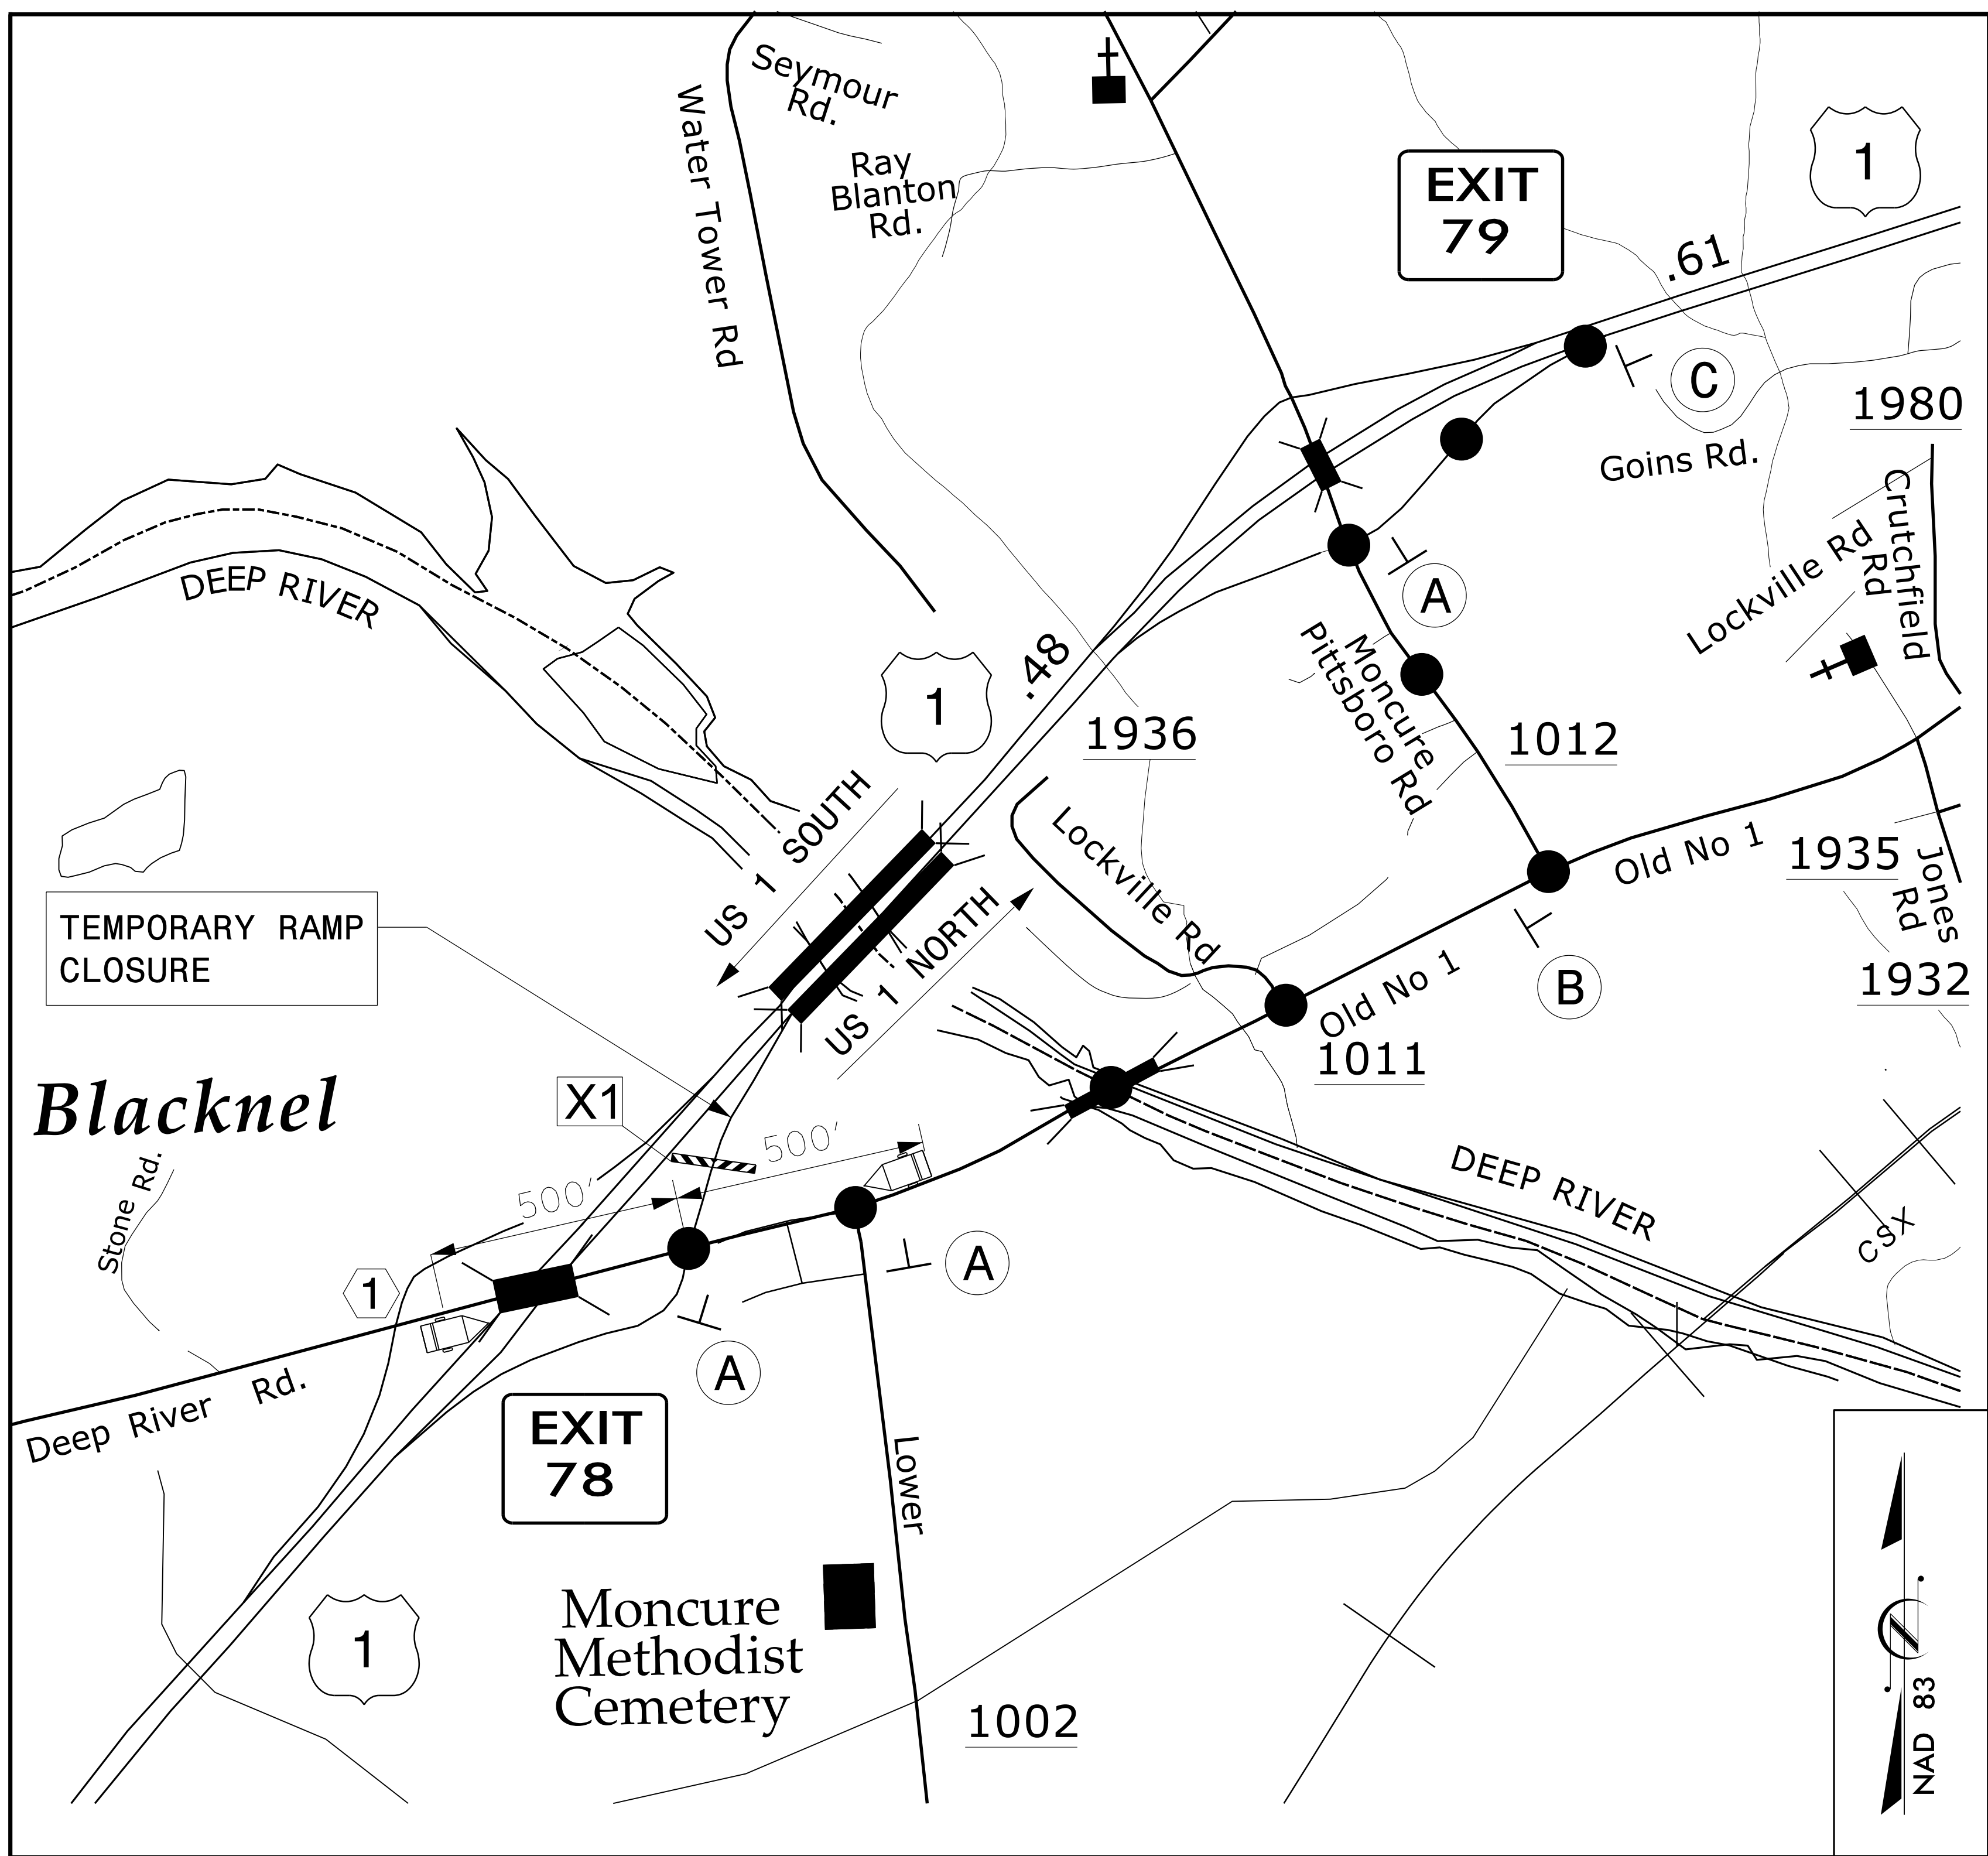 Seymour
Rd.
Water Tower Rd
Ray
Blanton
Rd.
EXIT
79
1
.61
C
1980
Goins Rd.
Crutchfield
Rd
Lockville Rd
DEEP RIVER
A
.48
1
Moncure
Pittsboro Rd
1936
1012
US 1 SOUTH
Lockville Rd
Old No 1
1935
Jones
Rd
TEMPORARY RAMP
CLOSURE
US 1 NORTH
Old No 1
B
1932
1011
Blacknel
X1
500'
500'
Stone Rd.
DEEP RIVER
CSX
A
1
A
Deep River Rd.
EXIT
78
Lower
1
Moncure
Methodist
Cemetery
1002
N
NAD 83